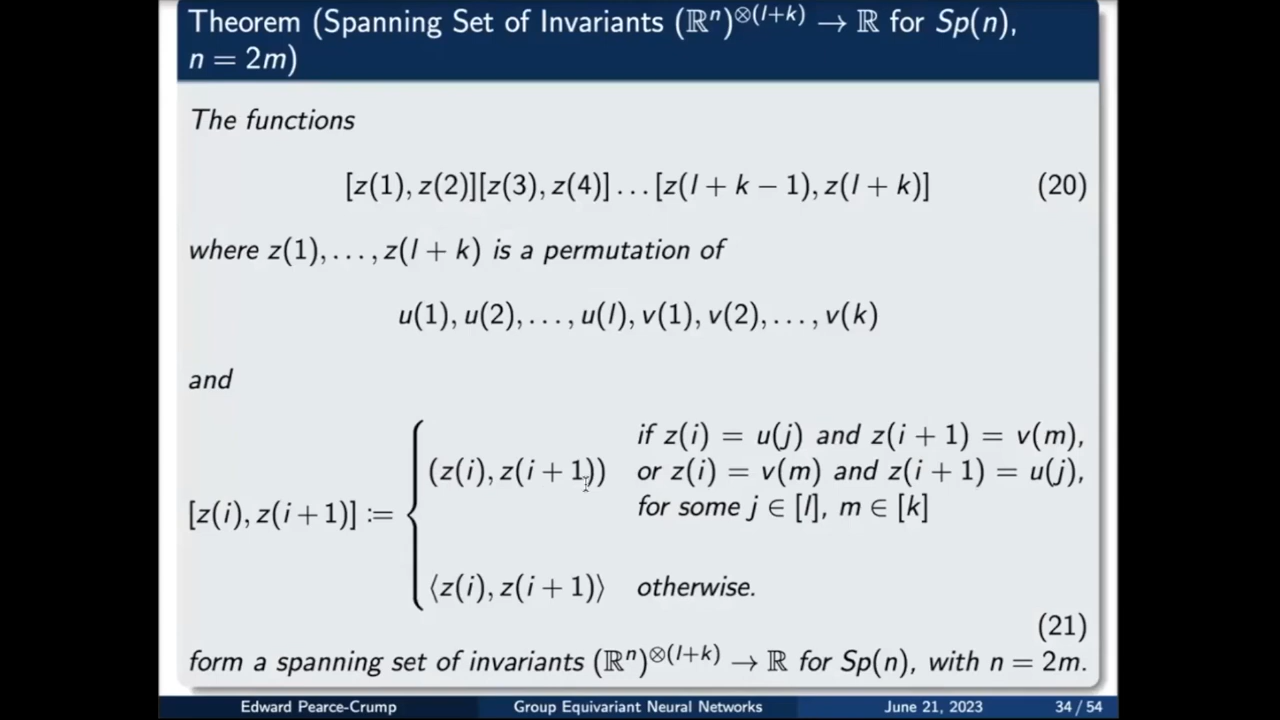 Theorem (Spanning Set of Invariants (ℝⁿ)^⊗(l+k) → ℝ for Sp(n),
n = 2m)
The functions
[z(1), z(2)][z(3), z(4)] . . . [z(l + k − 1), z(l + k)] (20)
where z(1), . . . , z(l + k) is a permutation of
u(1), u(2), . . . , u(l), v(1), v(2), . . . , v(k)
and
if z(i) = u(j) and z(i + 1) = v(m),
(z(i), z(i + 1)) or z(i) = v(m) and z(i + 1) = u(j),
for some j ∈ [l], m ∈ [k]
[z(i), z(i + 1)] := {
⟨z(i), z(i + 1)⟩ otherwise.
(21)
form a spanning set of invariants (ℝⁿ)^⊗(l+k) → ℝ for Sp(n), with n = 2m.
Edward Pearce-Crump Group Equivariant Neural Networks June 21, 2023 34 / 54